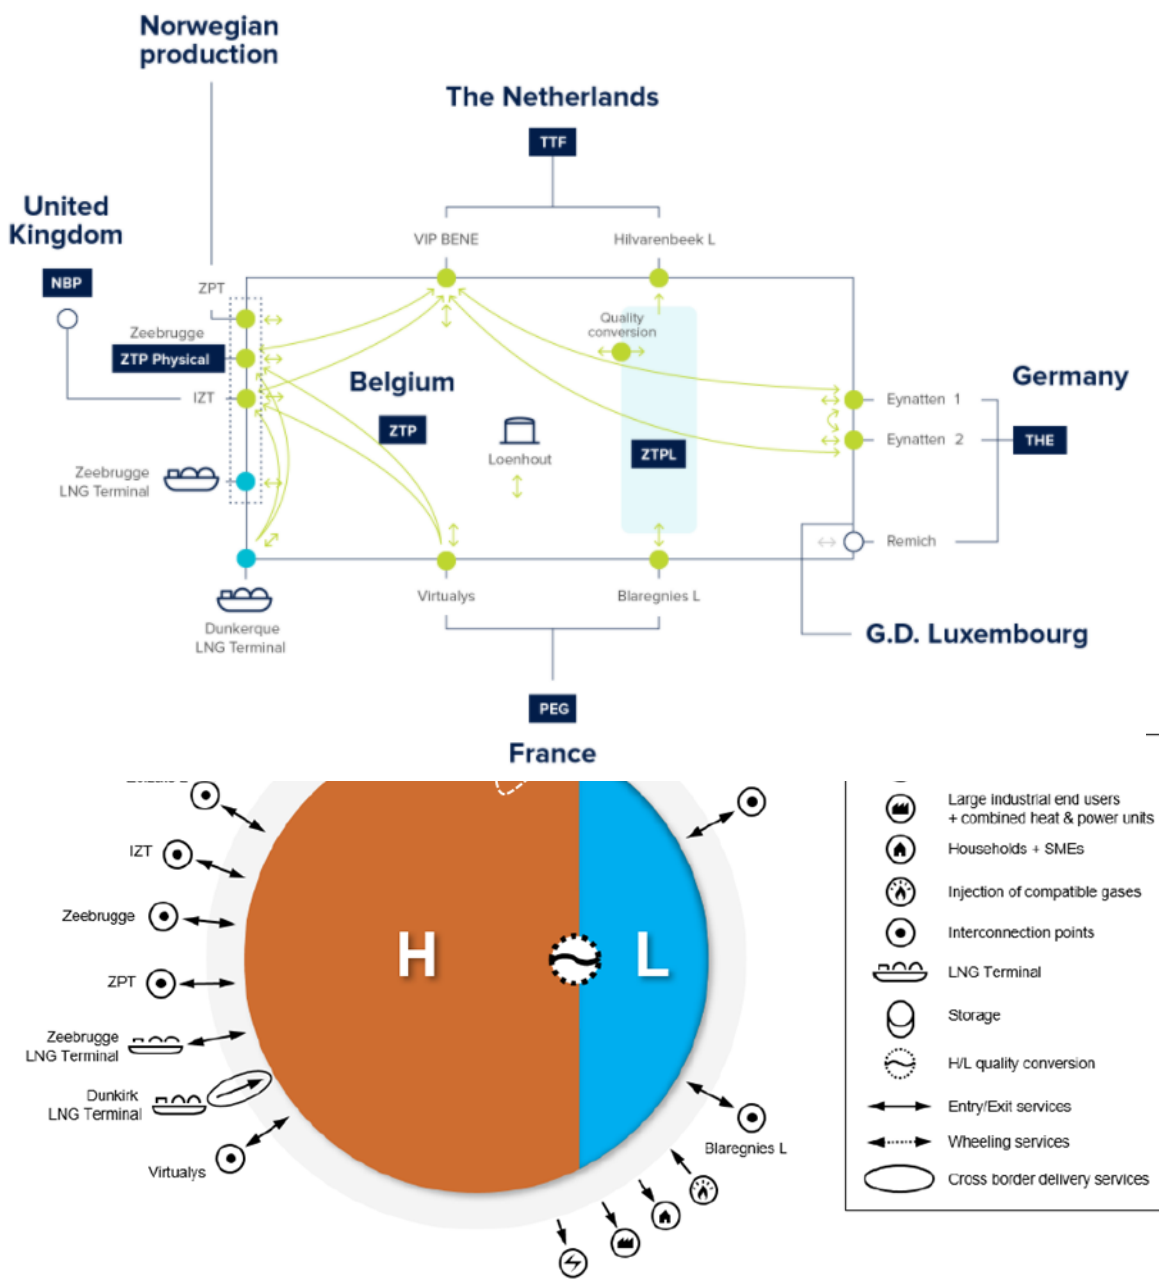 Norwegian
production
The Netherlands
TTF
United
Kingdom
NBP
VIP BENE
Hilvarenbeek L
ZPT
Zeebrugge
ZTP Physical
IZT
Quality
conversion
Belgium
ZTP
Loenhout
ZTPL
Germany
Eynatten 1
Eynatten 2
THE
Zeebrugge
LNG Terminal
Remich
Dunkerque
LNG Terminal
Virtualys
Blaregnies L
G.D. Luxembourg
PEG
France
IZT
Zeebrugge
ZPT
Zeebrugge
LNG Terminal
Dunkirk
LNG Terminal
Virtualys
H
L
Blaregnies L
Large industrial end users
+ combined heat & power units
Households + SMEs
Injection of compatible gases
Interconnection points
LNG Terminal
Storage
H/L quality conversion
Entry/Exit services
Wheeling services
Cross border delivery services